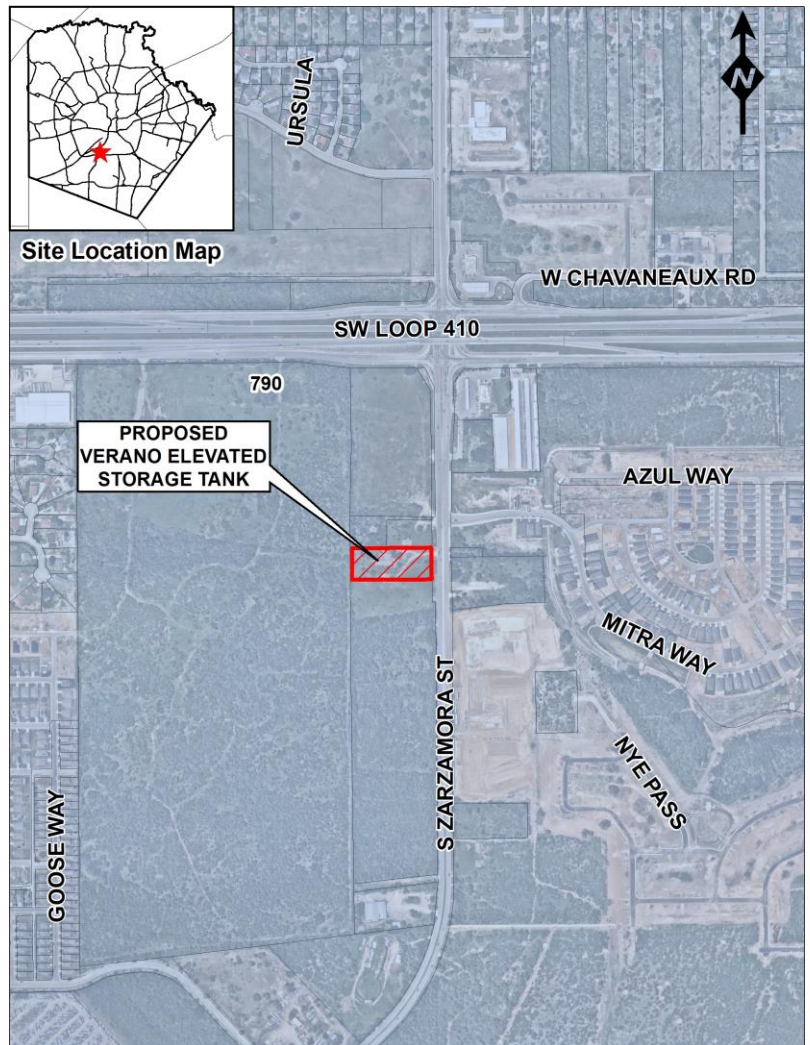 URSULA
N
Site Location Map
W CHAVANEAUX RD
SW LOOP 410
790
PROPOSED
VERANO ELEVATED
STORAGE TANK
AZUL WAY
MITRA WAY
S ZARZAMORA ST
NYE PASS
GOOSE WAY